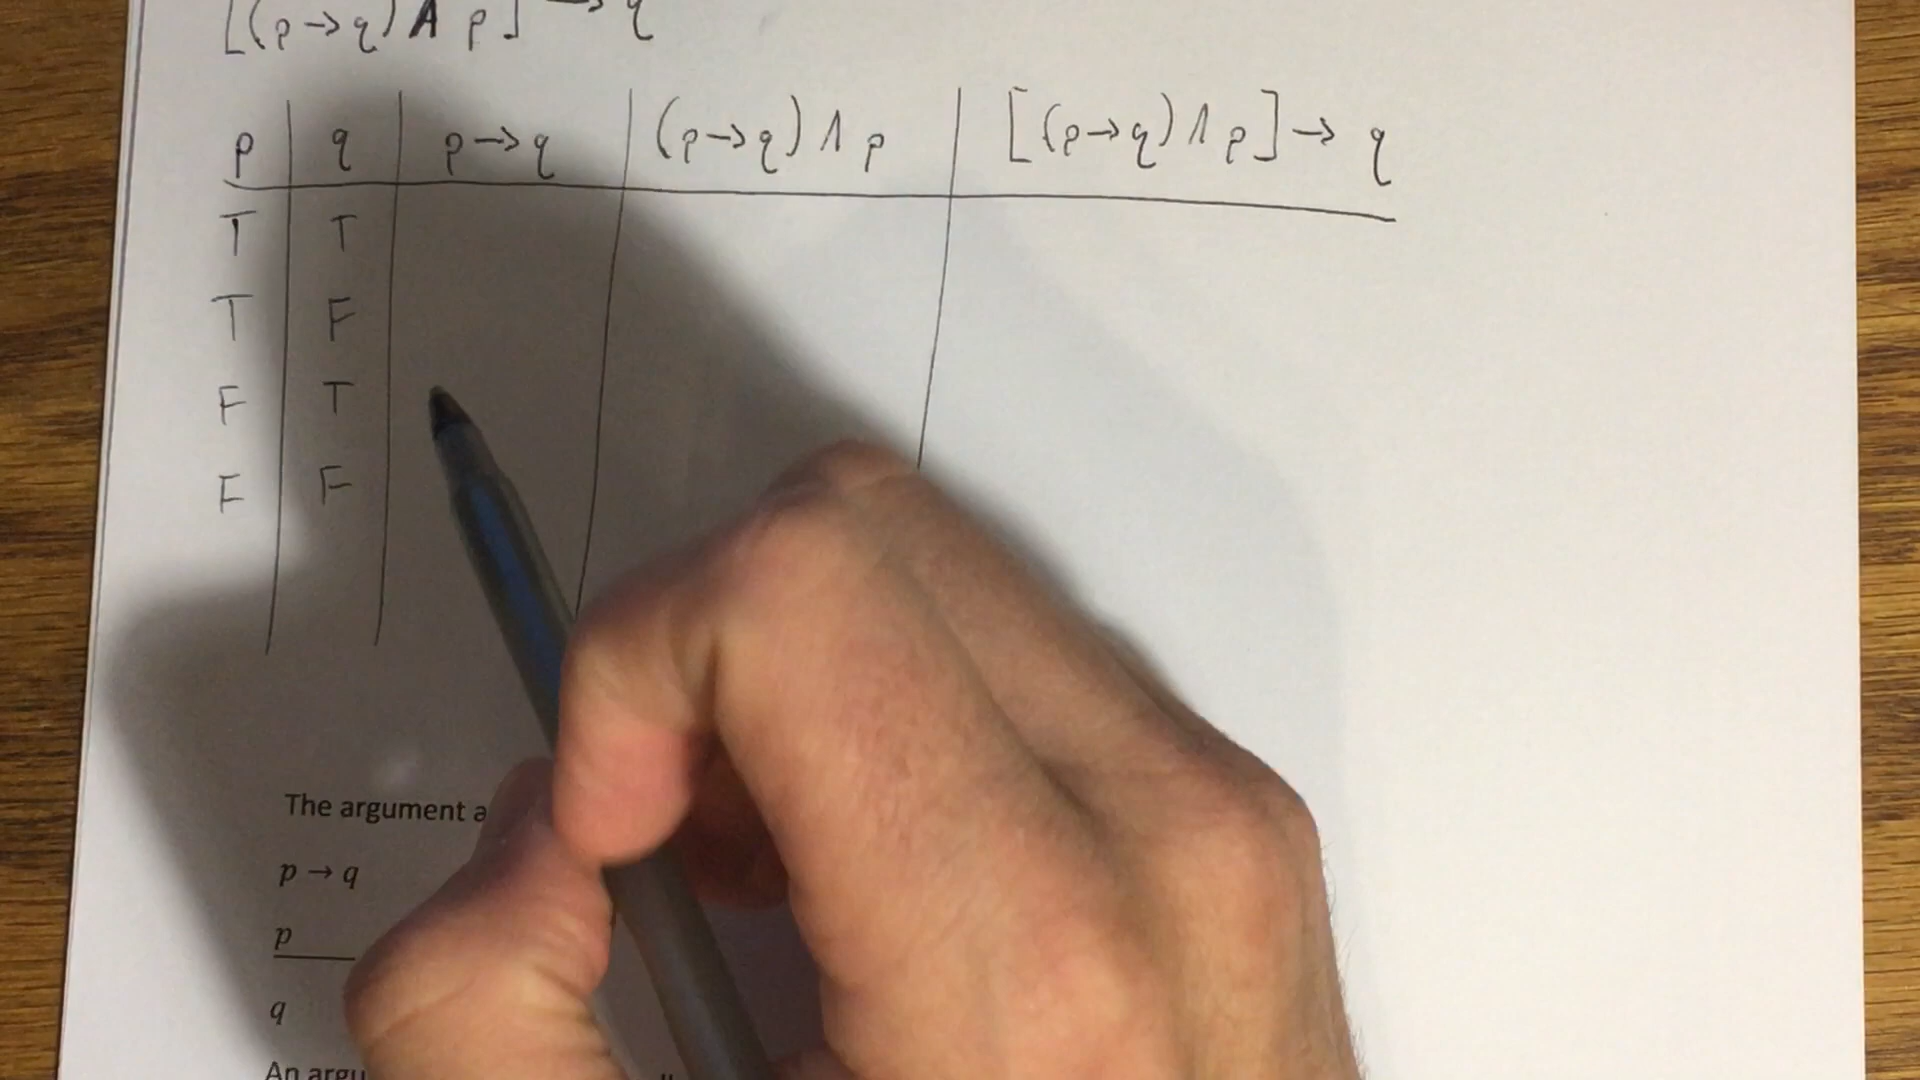 [(p→q) ∧ p] → q
p q p→q (p→q) ∧ p [(p→q) ∧ p] → q
T T
T F
F T
F F
The argument a
p → q
p
q
An argu